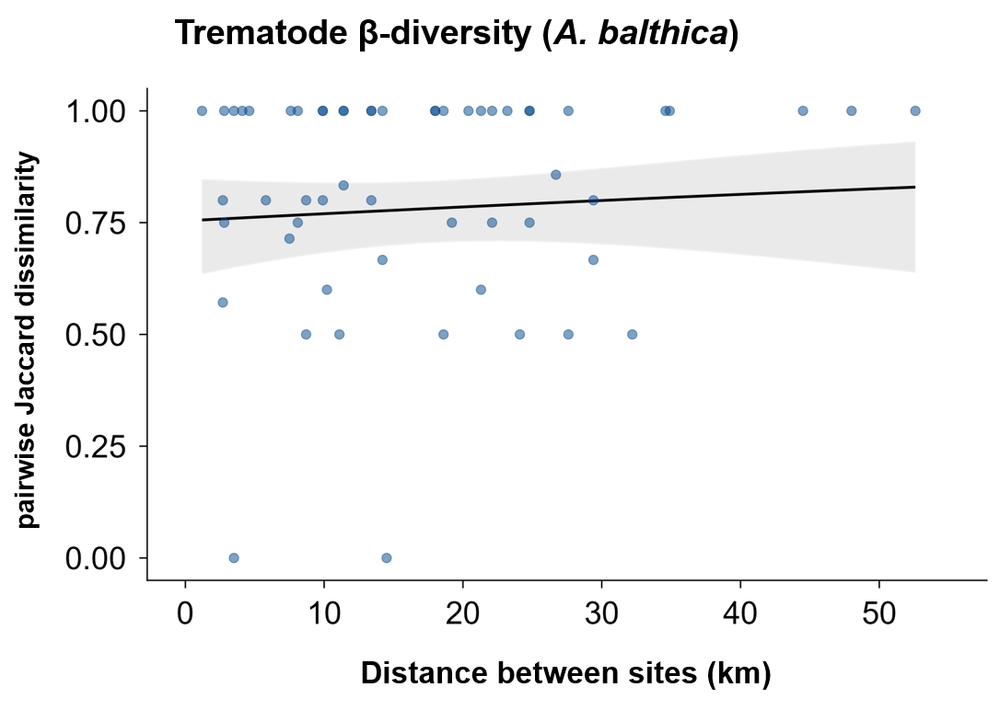 Trematode β-diversity (A. balthica)
pairwise Jaccard dissimilarity
1.00
0.75
0.50
0.25
0.00
0 10 20 30 40 50
Distance between sites (km)